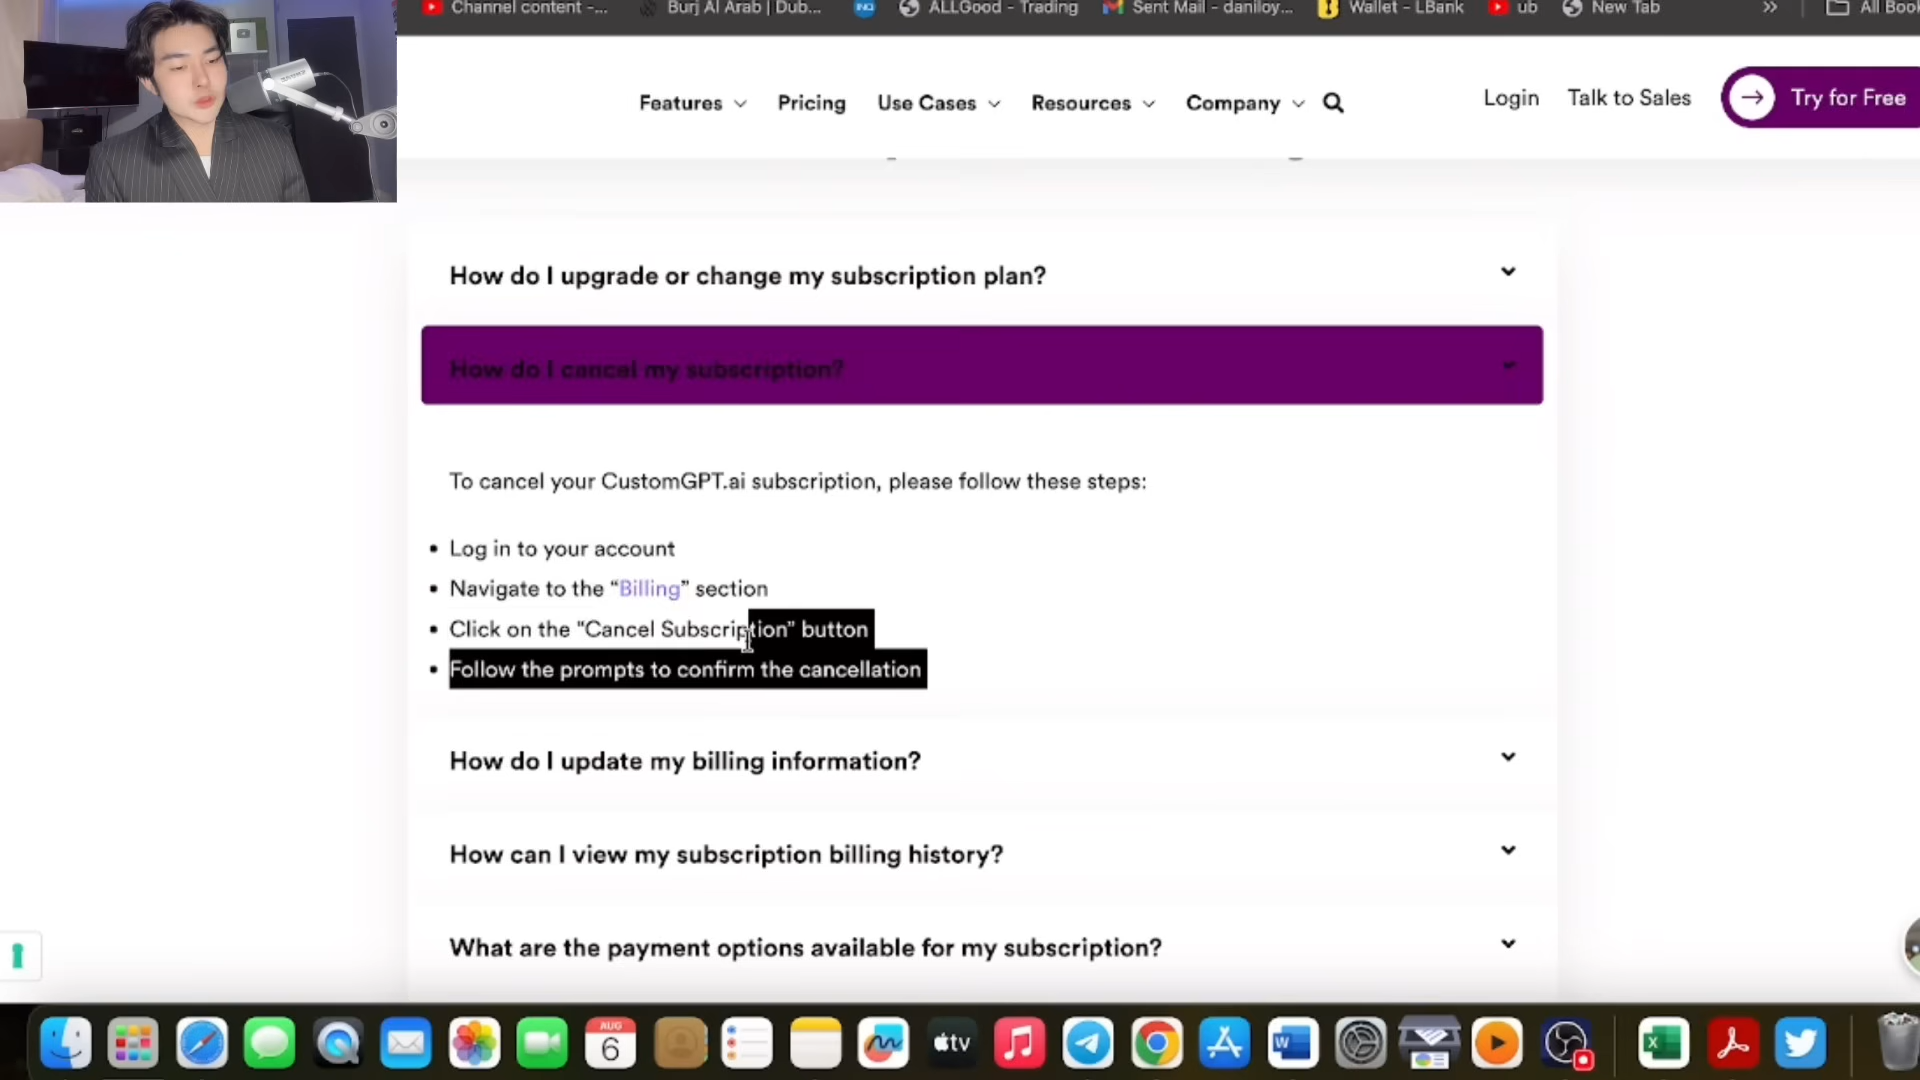 Channel content -... Burj Al Arab | Dub... ALLGood - Trading Sent Mail - daniloy... Wallet - LBank ub New Tab All Book
Features Pricing Use Cases Resources Company Login Talk to Sales Try for Free
How do I upgrade or change my subscription plan?
How do I cancel my subscription?
To cancel your CustomGPT.ai subscription, please follow these steps:
• Log in to your account
• Navigate to the “Billing” section
• Click on the “Cancel Subscription” button
• Follow the prompts to confirm the cancellation
How do I update my billing information?
How can I view my subscription billing history?
What are the payment options available for my subscription?
AUG
6
tv
W
X